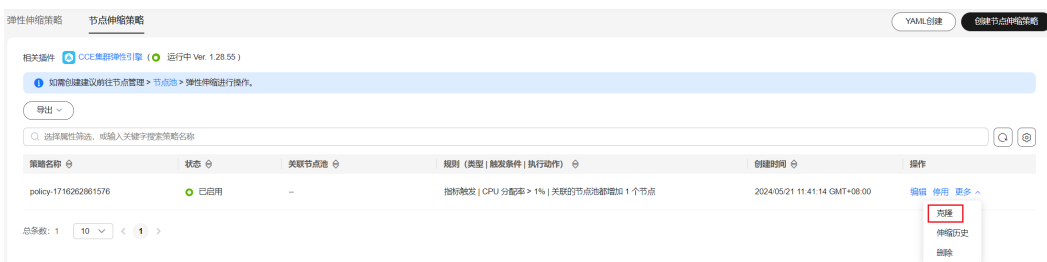 弹性伸缩策略 节点伸缩策略 YAML创建 创建节点伸缩策略
相关插件 CCE集群弹性引擎 ( 运行中 Ver. 1.28.55 )
如需创建建议前往节点管理 > 节点池 > 弹性伸缩进行操作。
导出
选择属性筛选，或输入关键字搜索策略名称
策略名称 状态 关联节点池 规则（类型 | 触发条件 | 执行动作） 创建时间 操作
policy-1716262861576 已启用 -- 指标触发 | CPU 分配率 > 1% | 关联的节点池都增加 1 个节点 2024/05/21 11:41:14 GMT+08:00 编辑 停用 更多
克隆
总条数：1 10 < 1 > 伸缩历史
删除